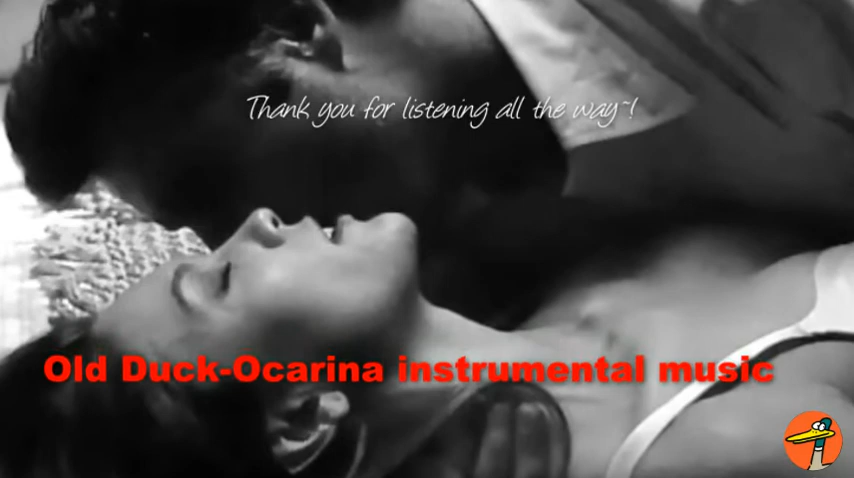 Thank you for listening all the way~!
Old Duck-Ocarina instrumental music